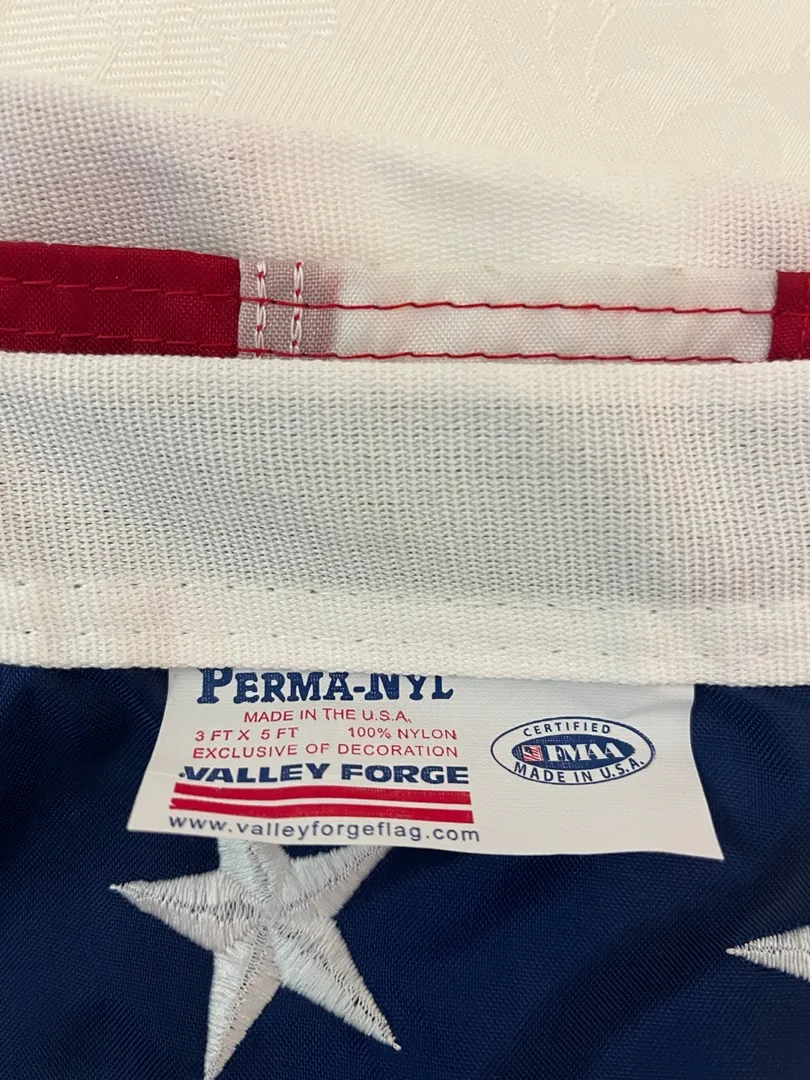 PERMA-NYL
MADE IN THE U.S.A.
3 FT X 5 FT 100% NYLON
EXCLUSIVE OF DECORATION
VALLEY FORGE
www.valleyforgeflag.com
CERTIFIED
FMAA
MADE IN U.S.A.